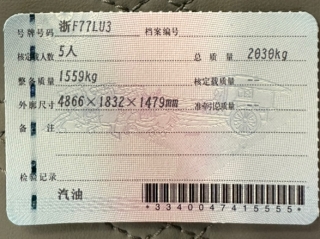 号牌号码 浙F77LU3 档案编号
核定载人数 5人 总质量 2030kg
整备质量 1559kg 核定载质量 --
外廓尺寸 4866×1832×1479mm 准牵引总质量 --
备注
检验记录
汽油
*3340047415555*